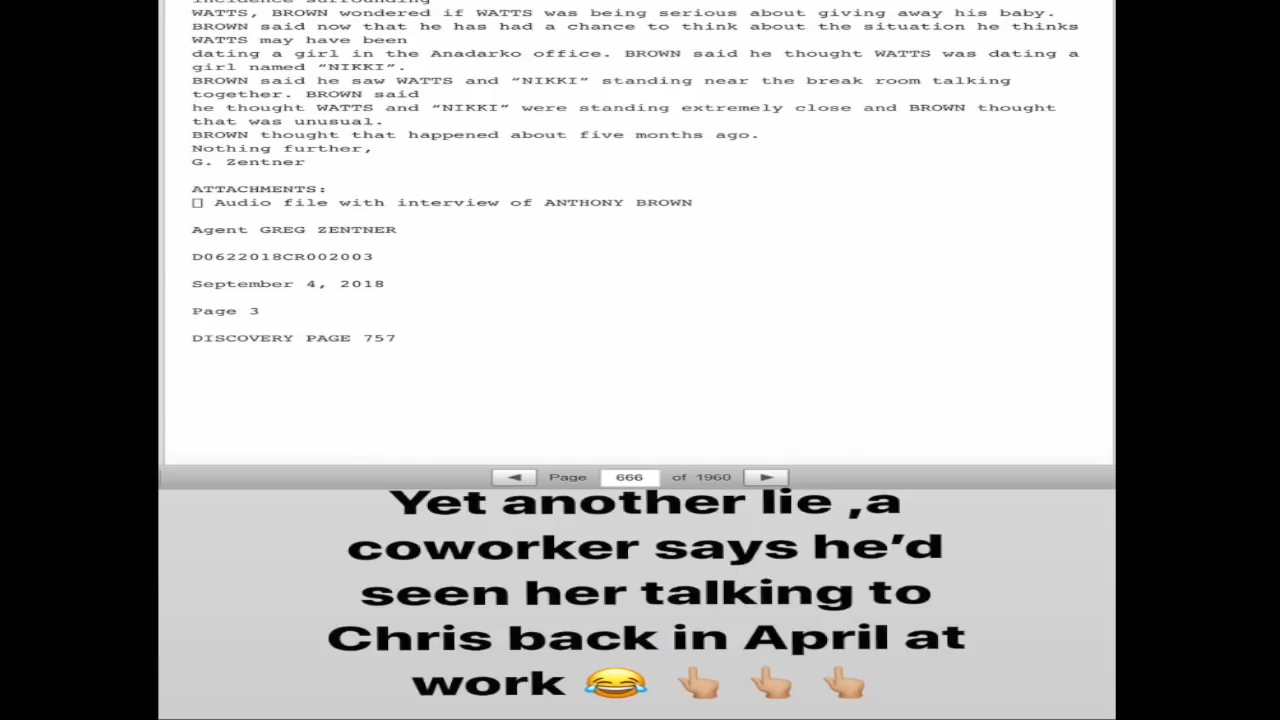 WATTS, BROWN wondered if WATTS was being serious about giving away his baby.
BROWN said now that he has had a chance to think about the situation he thinks
WATTS may have been
dating a girl in the Anadarko office. BROWN said he thought WATTS was dating a
girl named “NIKKI”.
BROWN said he saw WATTS and “NIKKI” standing near the break room talking
together. BROWN said
he thought WATTS and “NIKKI” were standing extremely close and BROWN thought
that was unusual.
BROWN thought that happened about five months ago.
Nothing further,
G. Zentner
ATTACHMENTS:
Audio file with interview of ANTHONY BROWN
Agent GREG ZENTNER
D0622018CR002003
September 4, 2018
Page 3
DISCOVERY PAGE 757
Page 666 of 1960
Yet another lie ,a
coworker says he’d
seen her talking to
Chris back in April at
work 😂 👆🏼 👆🏼 👆🏼